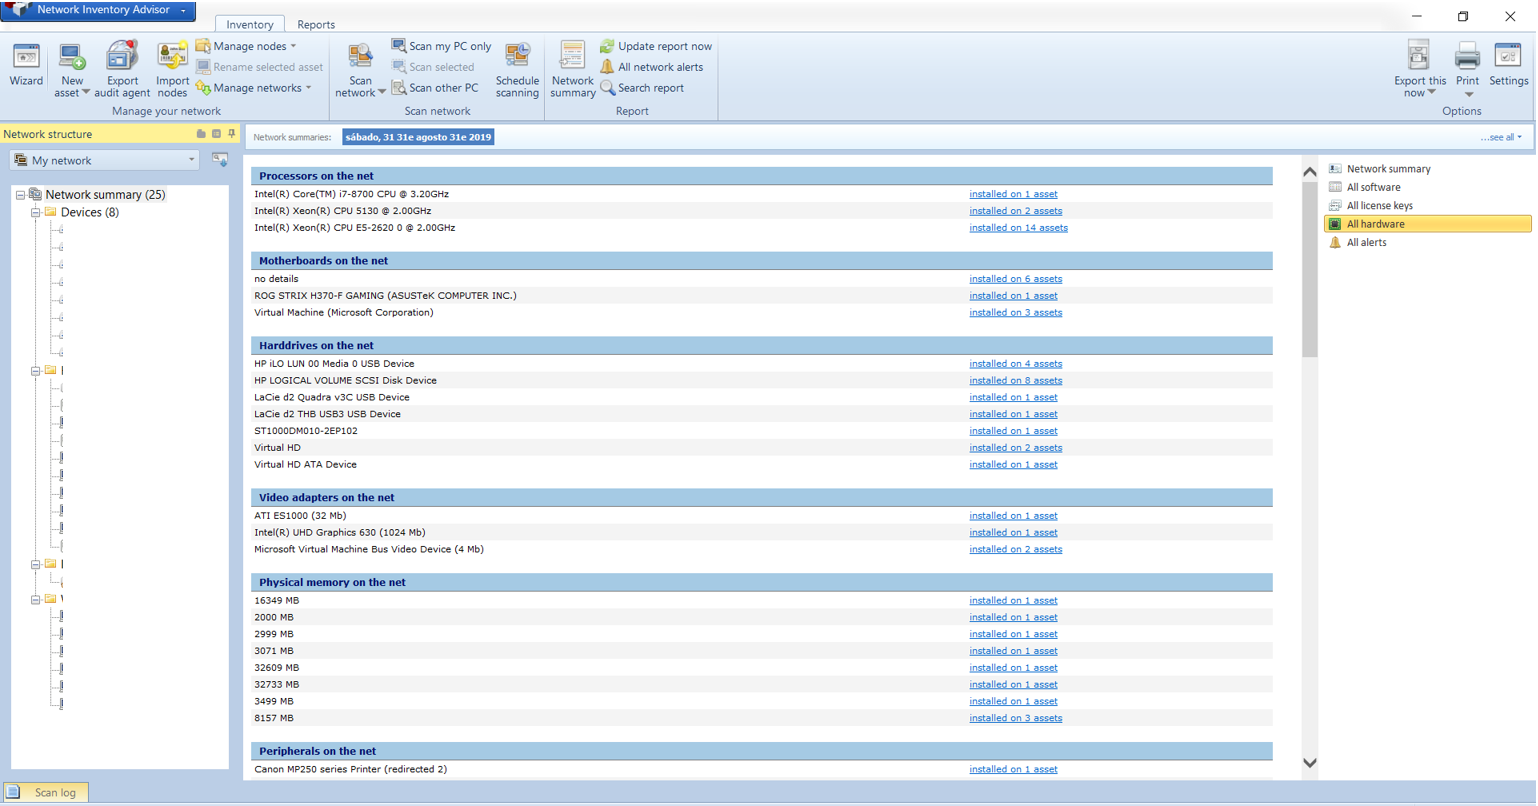 Network Inventory Advisor
Inventory
Reports
Wizard
New asset
Export audit agent
Import nodes
Manage nodes
Rename selected asset
Manage networks
Manage your network
Scan network
Scan my PC only
Scan selected
Scan other PC
Schedule scanning
Scan network
Network summary
Update report now
All network alerts
Search report
Report
Export this now
Print
Settings
Options
Network structure
My network
Network summary (25)
Devices (8)
Network summaries:
sábado, 31 31e agosto 31e 2019
...see all
Processors on the net
Intel(R) Core(TM) i7-8700 CPU @ 3.20GHz installed on 1 asset
Intel(R) Xeon(R) CPU 5130 @ 2.00GHz installed on 2 assets
Intel(R) Xeon(R) CPU E5-2620 0 @ 2.00GHz installed on 14 assets
Motherboards on the net
no details installed on 6 assets
ROG STRIX H370-F GAMING (ASUSTeK COMPUTER INC.) installed on 1 asset
Virtual Machine (Microsoft Corporation) installed on 3 assets
Harddrives on the net
HP iLO LUN 00 Media 0 USB Device installed on 4 assets
HP LOGICAL VOLUME SCSI Disk Device installed on 8 assets
LaCie d2 Quadra v3C USB Device installed on 1 asset
LaCie d2 THB USB3 USB Device installed on 1 asset
ST1000DM010-2EP102 installed on 1 asset
Virtual HD installed on 2 assets
Virtual HD ATA Device installed on 1 asset
Video adapters on the net
ATI ES1000 (32 Mb) installed on 1 asset
Intel(R) UHD Graphics 630 (1024 Mb) installed on 1 asset
Microsoft Virtual Machine Bus Video Device (4 Mb) installed on 2 assets
Physical memory on the net
16349 MB installed on 1 asset
2000 MB installed on 1 asset
2999 MB installed on 1 asset
3071 MB installed on 1 asset
32609 MB installed on 1 asset
32733 MB installed on 1 asset
3499 MB installed on 1 asset
8157 MB installed on 3 assets
Peripherals on the net
Canon MP250 series Printer (redirected 2) installed on 1 asset
Network summary
All software
All license keys
All hardware
All alerts
Scan log